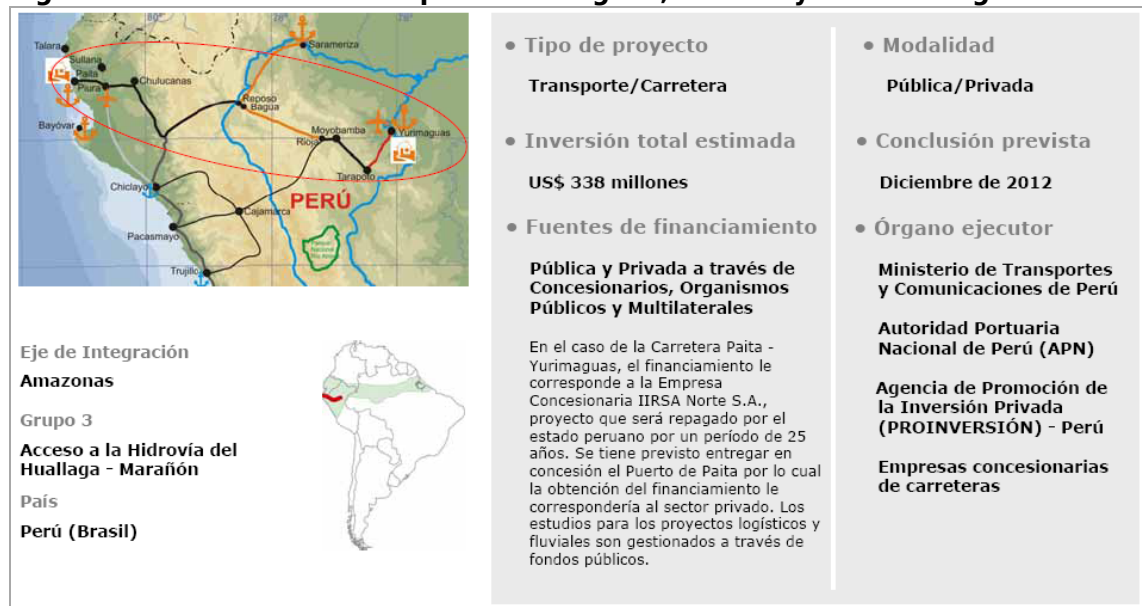 80°
78°
Talara
Sullana
Paita
Piura
Chulucanas
Sarameriza
Reposo
Bagua
Bayóvar
Moyobamba
Rioja
Yurimaguas
Tarapoto
Chiclayo
PERÚ
Cajamarca
Pacasmayo
Trujillo
Eje de Integración
Amazonas
Grupo 3
Acceso a la Hidrovía del
Huallaga - Marañón
País
Perú (Brasil)
• Tipo de proyecto
Transporte/Carretera
• Inversión total estimada
US$ 338 millones
• Fuentes de financiamiento
Pública y Privada a través de
Concesionarios, Organismos
Públicos y Multilaterales
En el caso de la Carretera Paita -
Yurimaguas, el financiamiento le
corresponde a la Empresa
Concesionaria IIRSA Norte S.A.,
proyecto que será repagado por el
estado peruano por un período de 25
años. Se tiene previsto entregar en
concesión el Puerto de Paita por lo cual
la obtención del financiamiento le
correspondería al sector privado. Los
estudios para los proyectos logísticos y
fluviales son gestionados a través de
fondos públicos.
• Modalidad
Pública/Privada
• Conclusión prevista
Diciembre de 2012
• Órgano ejecutor
Ministerio de Transportes
y Comunicaciones de Perú
Autoridad Portuaria
Nacional de Perú (APN)
Agencia de Promoción de
la Inversión Privada
(PROINVERSIÓN) - Perú
Empresas concesionarias
de carreteras